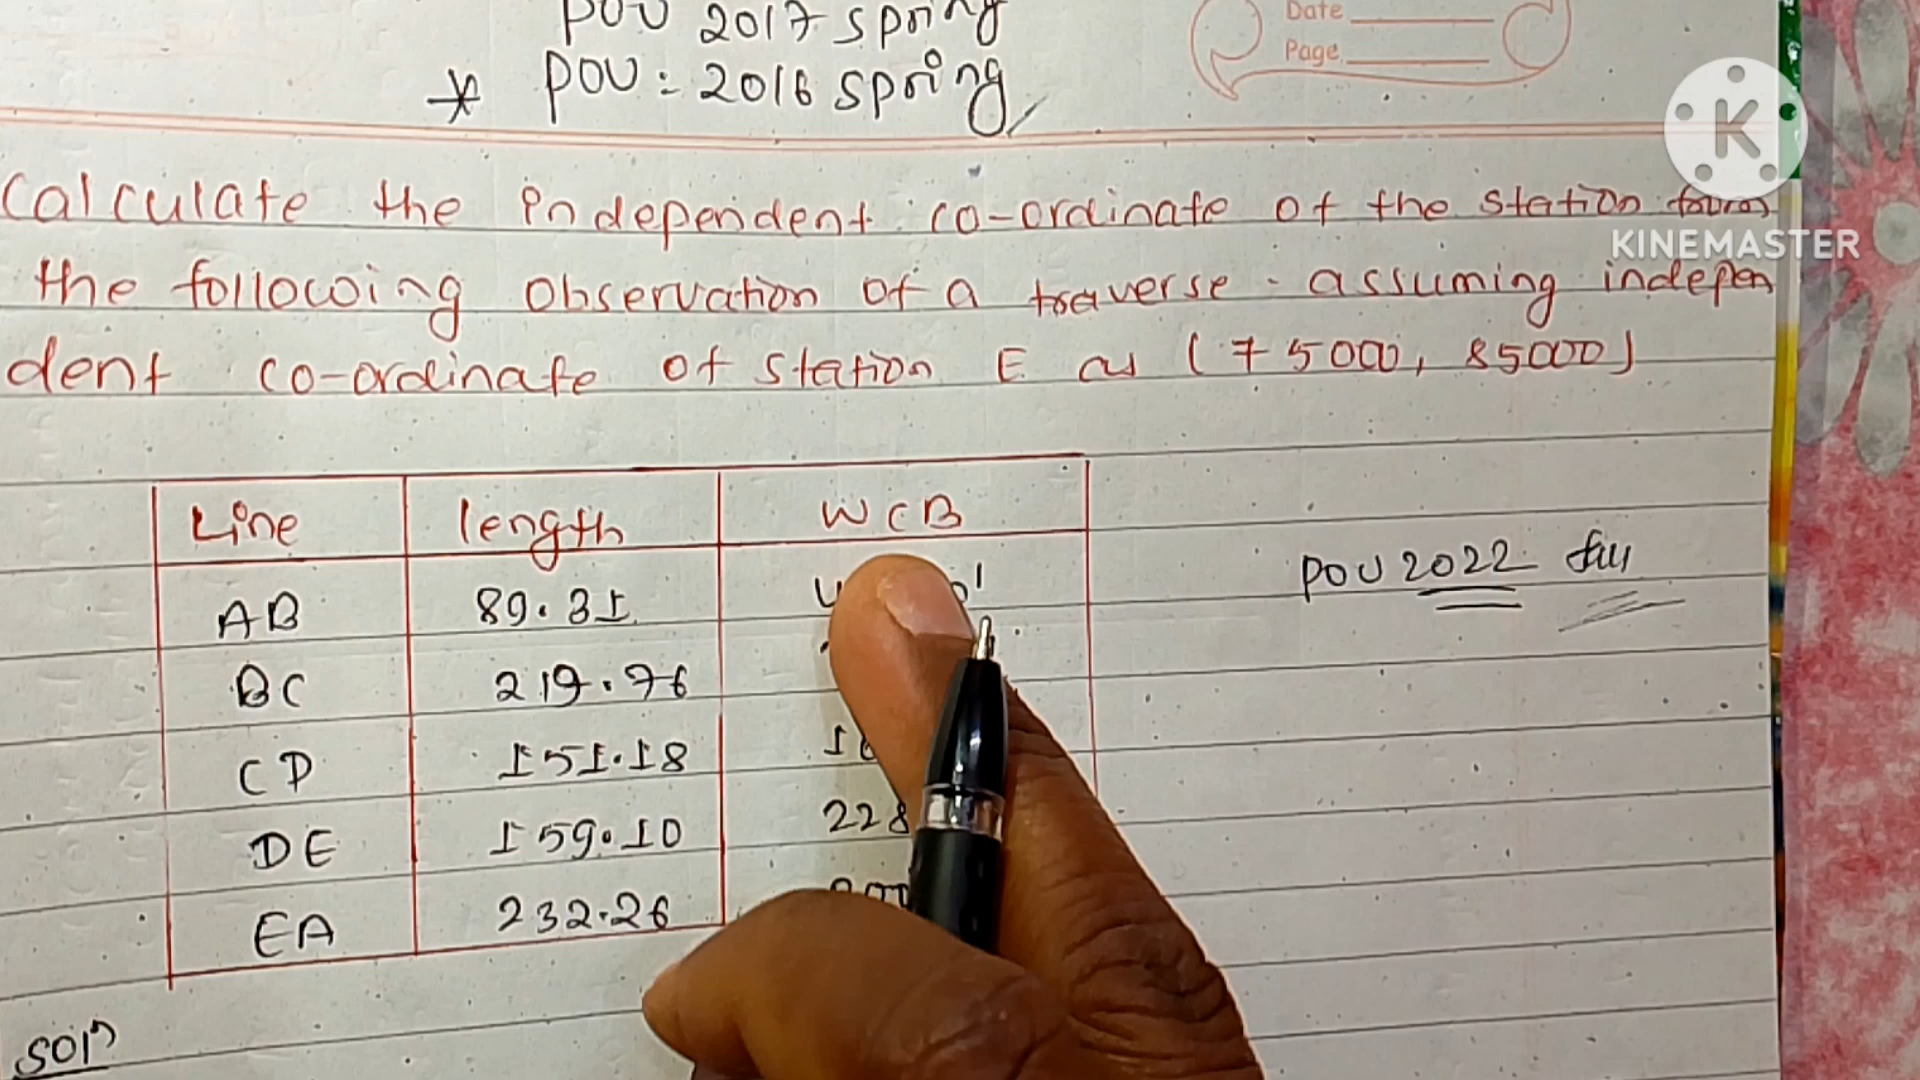 POU 2017 spring
* POU : 2016 spring
Date
Page
K
KINEMASTER
Calculate the independent co-ordinate of the station
the following observation of a traverse. assuming indepen
dent co-ordinate of station E as (75000, 85000)
Line length WCB
AB 89.31
BC 219.76
CD 151.18
DE 159.10 228
EA 232.26
POU 2022 fall
Solⁿ